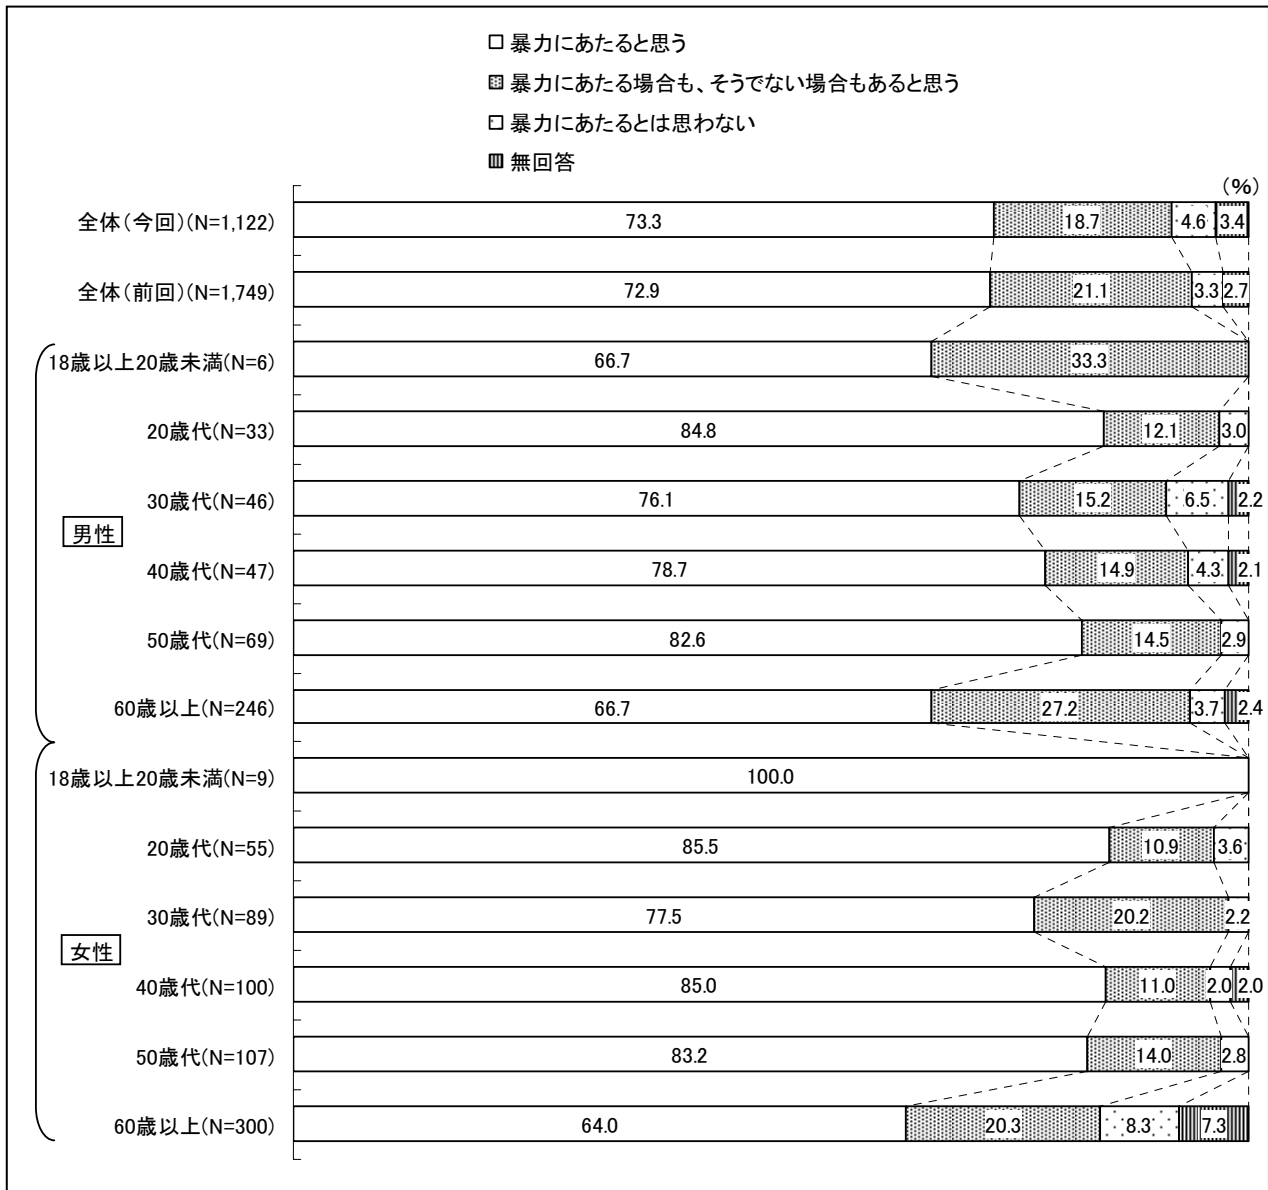 暴力にあたると思う
暴力にあたる場合も、そうでない場合もあると思う
暴力にあたるとは思わない
無回答
(%)
全体(今回)(N=1,122) 73.3 18.7 4.6 3.4
全体(前回)(N=1,749) 72.9 21.1 3.3 2.7
18歳以上20歳未満(N=6) 66.7 33.3
20歳代(N=33) 84.8 12.1 3.0
30歳代(N=46) 76.1 15.2 6.5 2.2
男性
40歳代(N=47) 78.7 14.9 4.3 2.1
50歳代(N=69) 82.6 14.5 2.9
60歳以上(N=246) 66.7 27.2 3.7 2.4
18歳以上20歳未満(N=9) 100.0
20歳代(N=55) 85.5 10.9 3.6
30歳代(N=89) 77.5 20.2 2.2
女性
40歳代(N=100) 85.0 11.0 2.0 2.0
50歳代(N=107) 83.2 14.0 2.8
60歳以上(N=300) 64.0 20.3 8.3 7.3